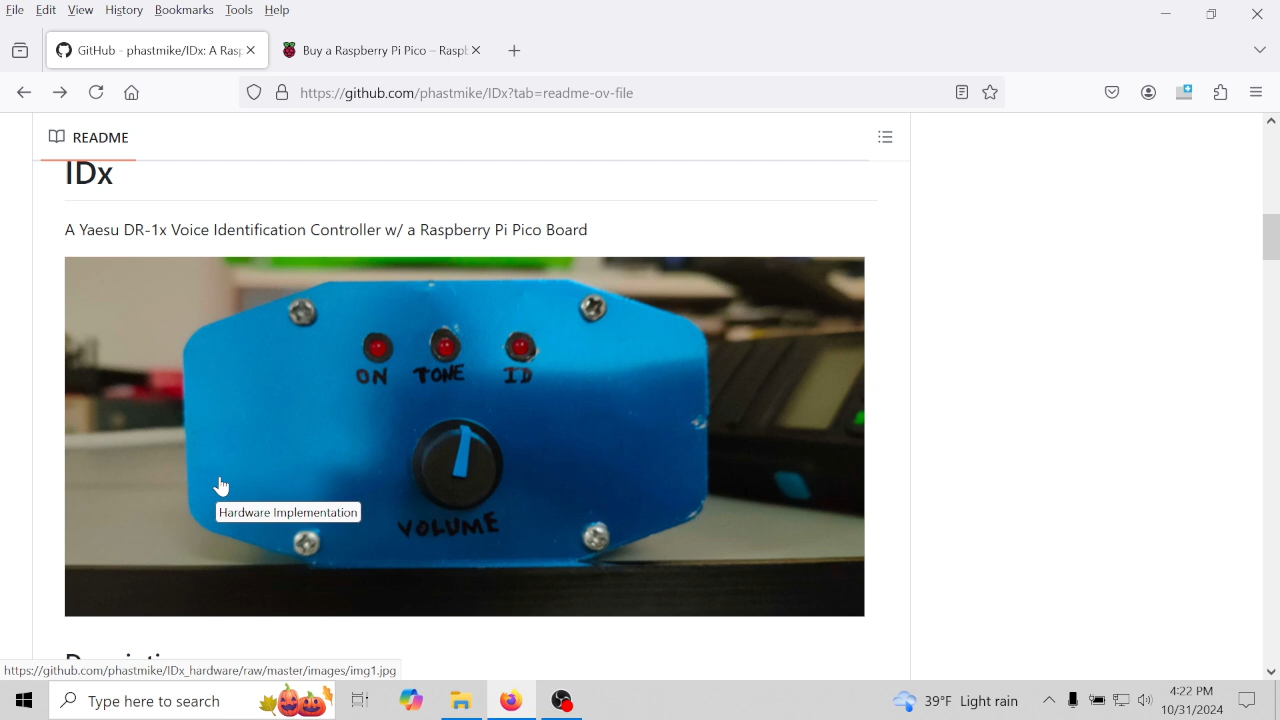 File Edit View History Bookmarks Tools Help
GitHub - phastmike/IDx: A Rasp
Buy a Raspberry Pi Pico – Raspb
https://github.com/phastmike/IDx?tab=readme-ov-file
README
IDx
A Yaesu DR-1x Voice Identification Controller w/ a Raspberry Pi Pico Board
ON TONE ID
VOLUME
Hardware Implementation
https://github.com/phastmike/IDx_hardware/raw/master/images/img1.jpg
Type here to search
39°F Light rain
4:22 PM
10/31/2024